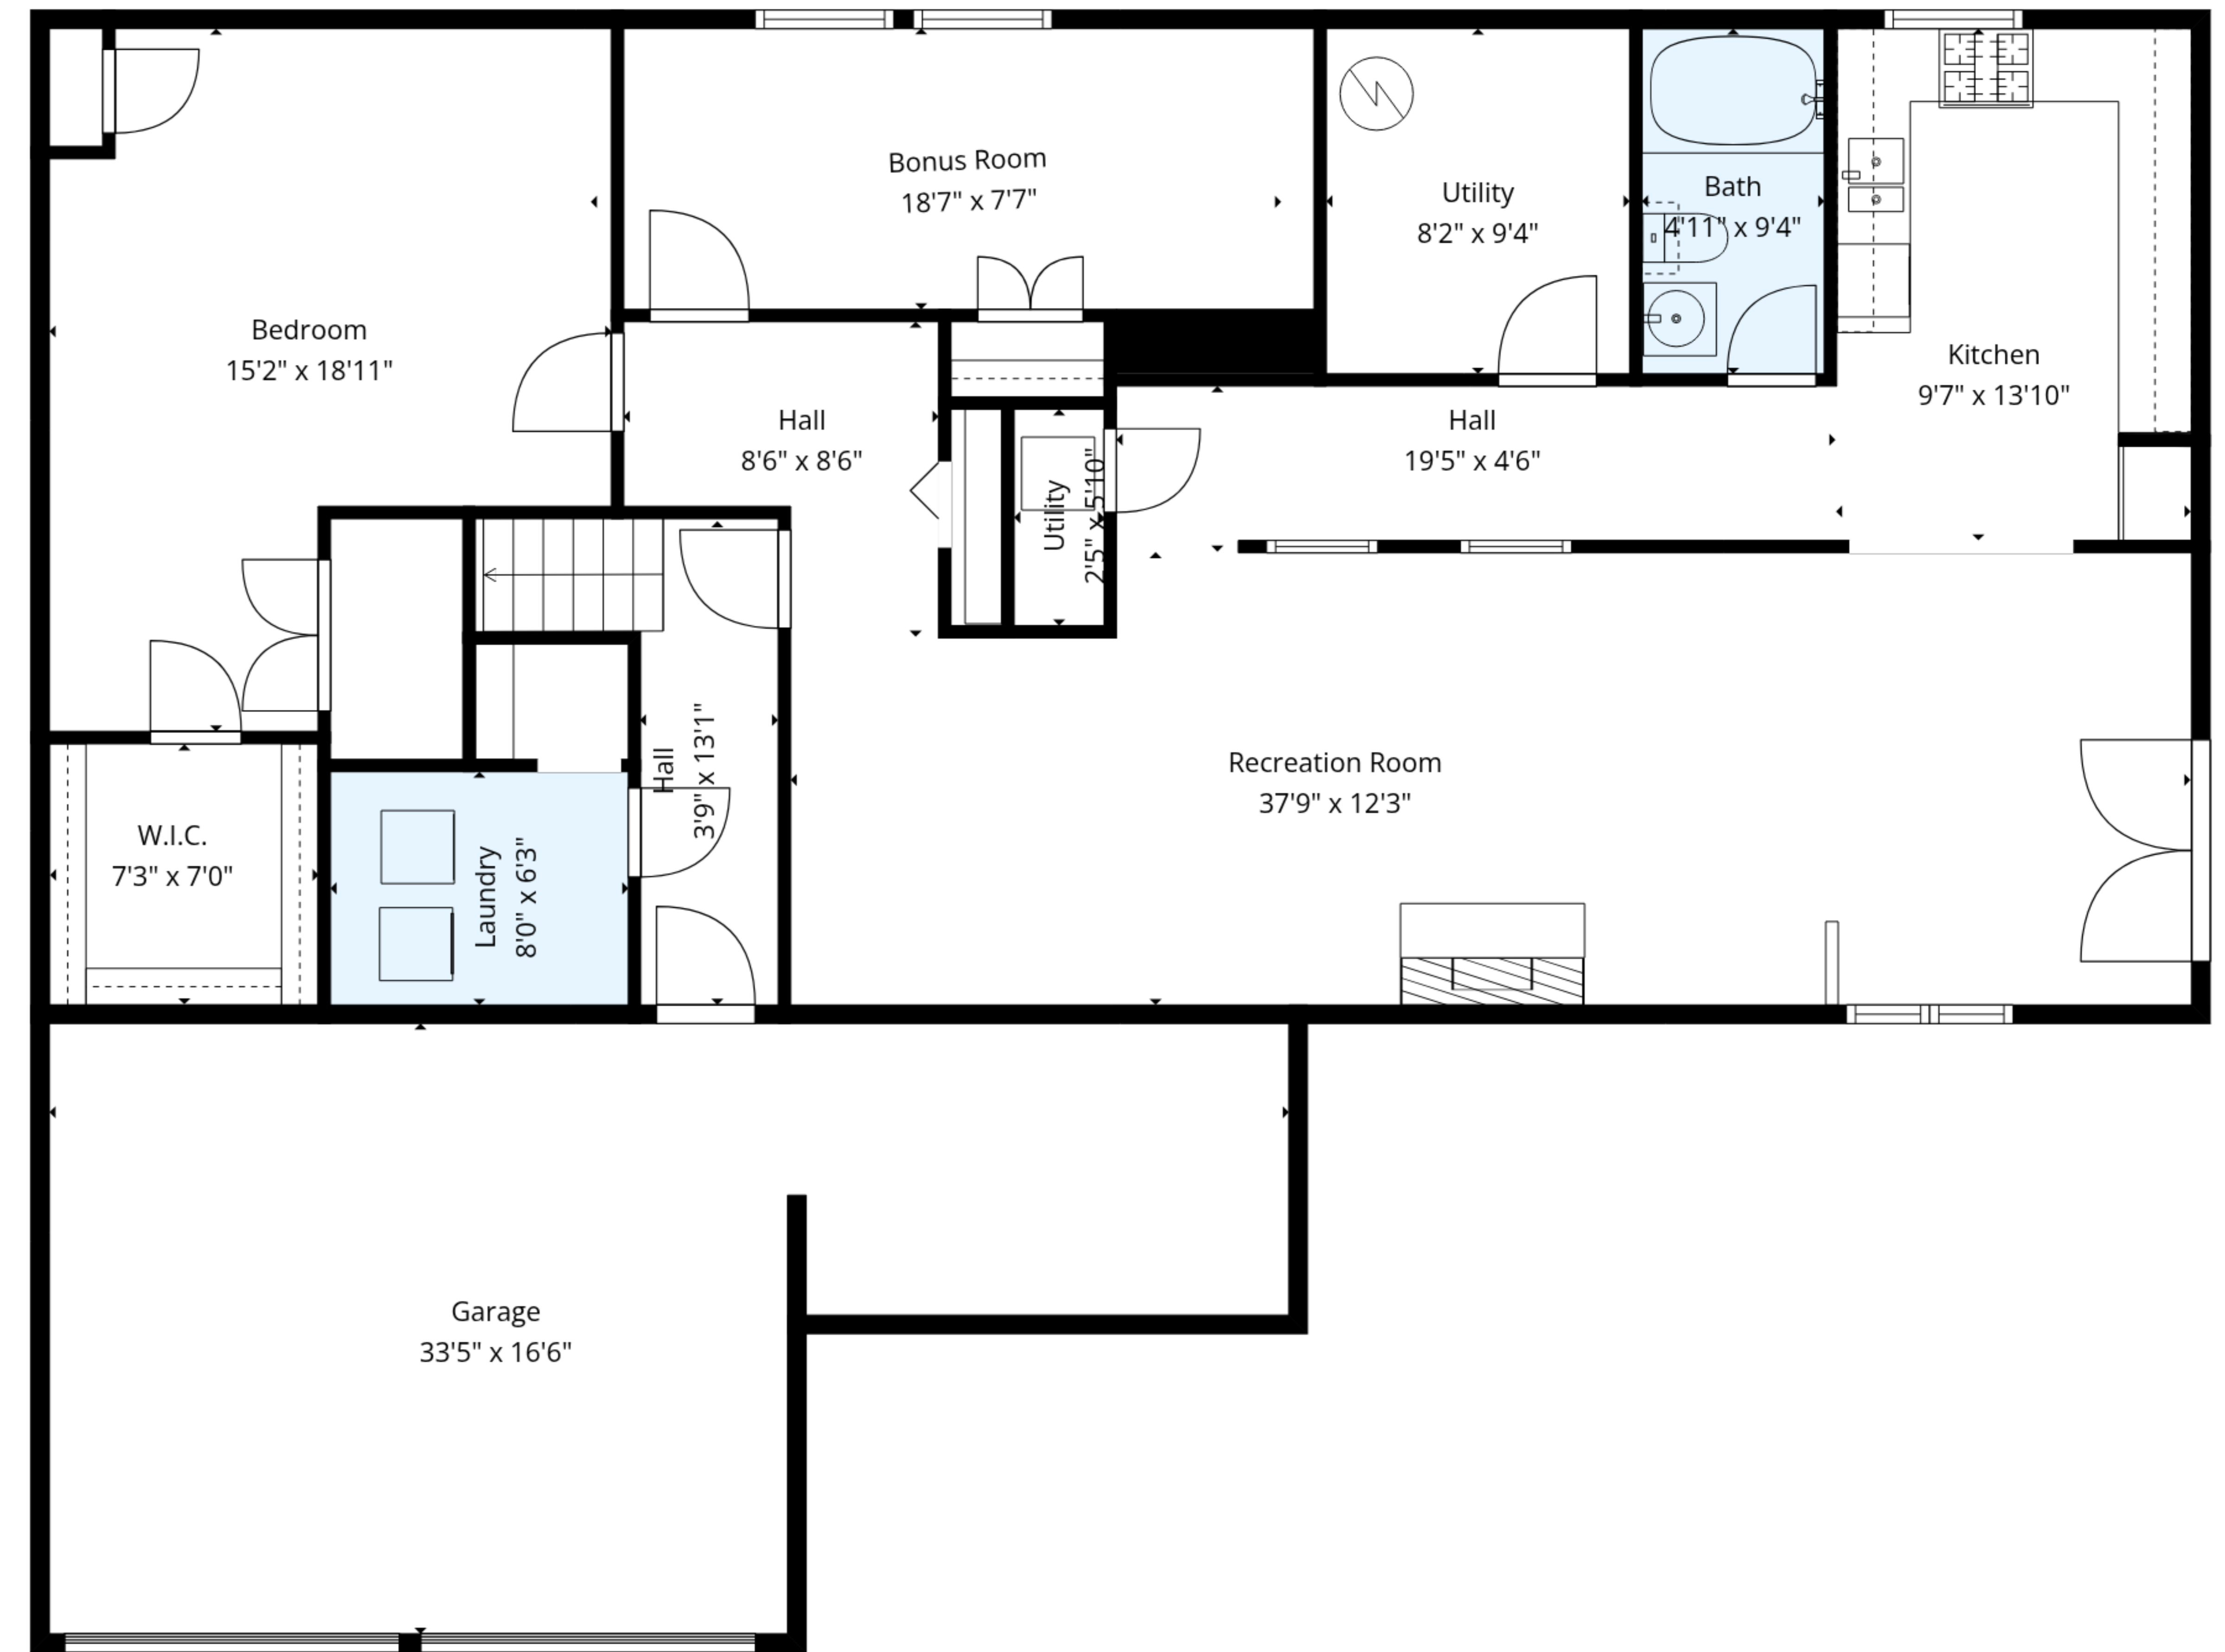 Bonus Room
18'7" x 7'7"
Utility
8'2" x 9'4"
Bath
4'11" x 9'4"
Bedroom
15'2" x 18'11"
Kitchen
9'7" x 13'10"
Hall
8'6" x 8'6"
Hall
19'5" x 4'6"
Utility
2'5" x 5'10"
Hall
3'9" x 13'1"
Recreation Room
37'9" x 12'3"
W.I.C.
7'3" x 7'0"
Laundry
8'0" x 6'3"
Garage
33'5" x 16'6"